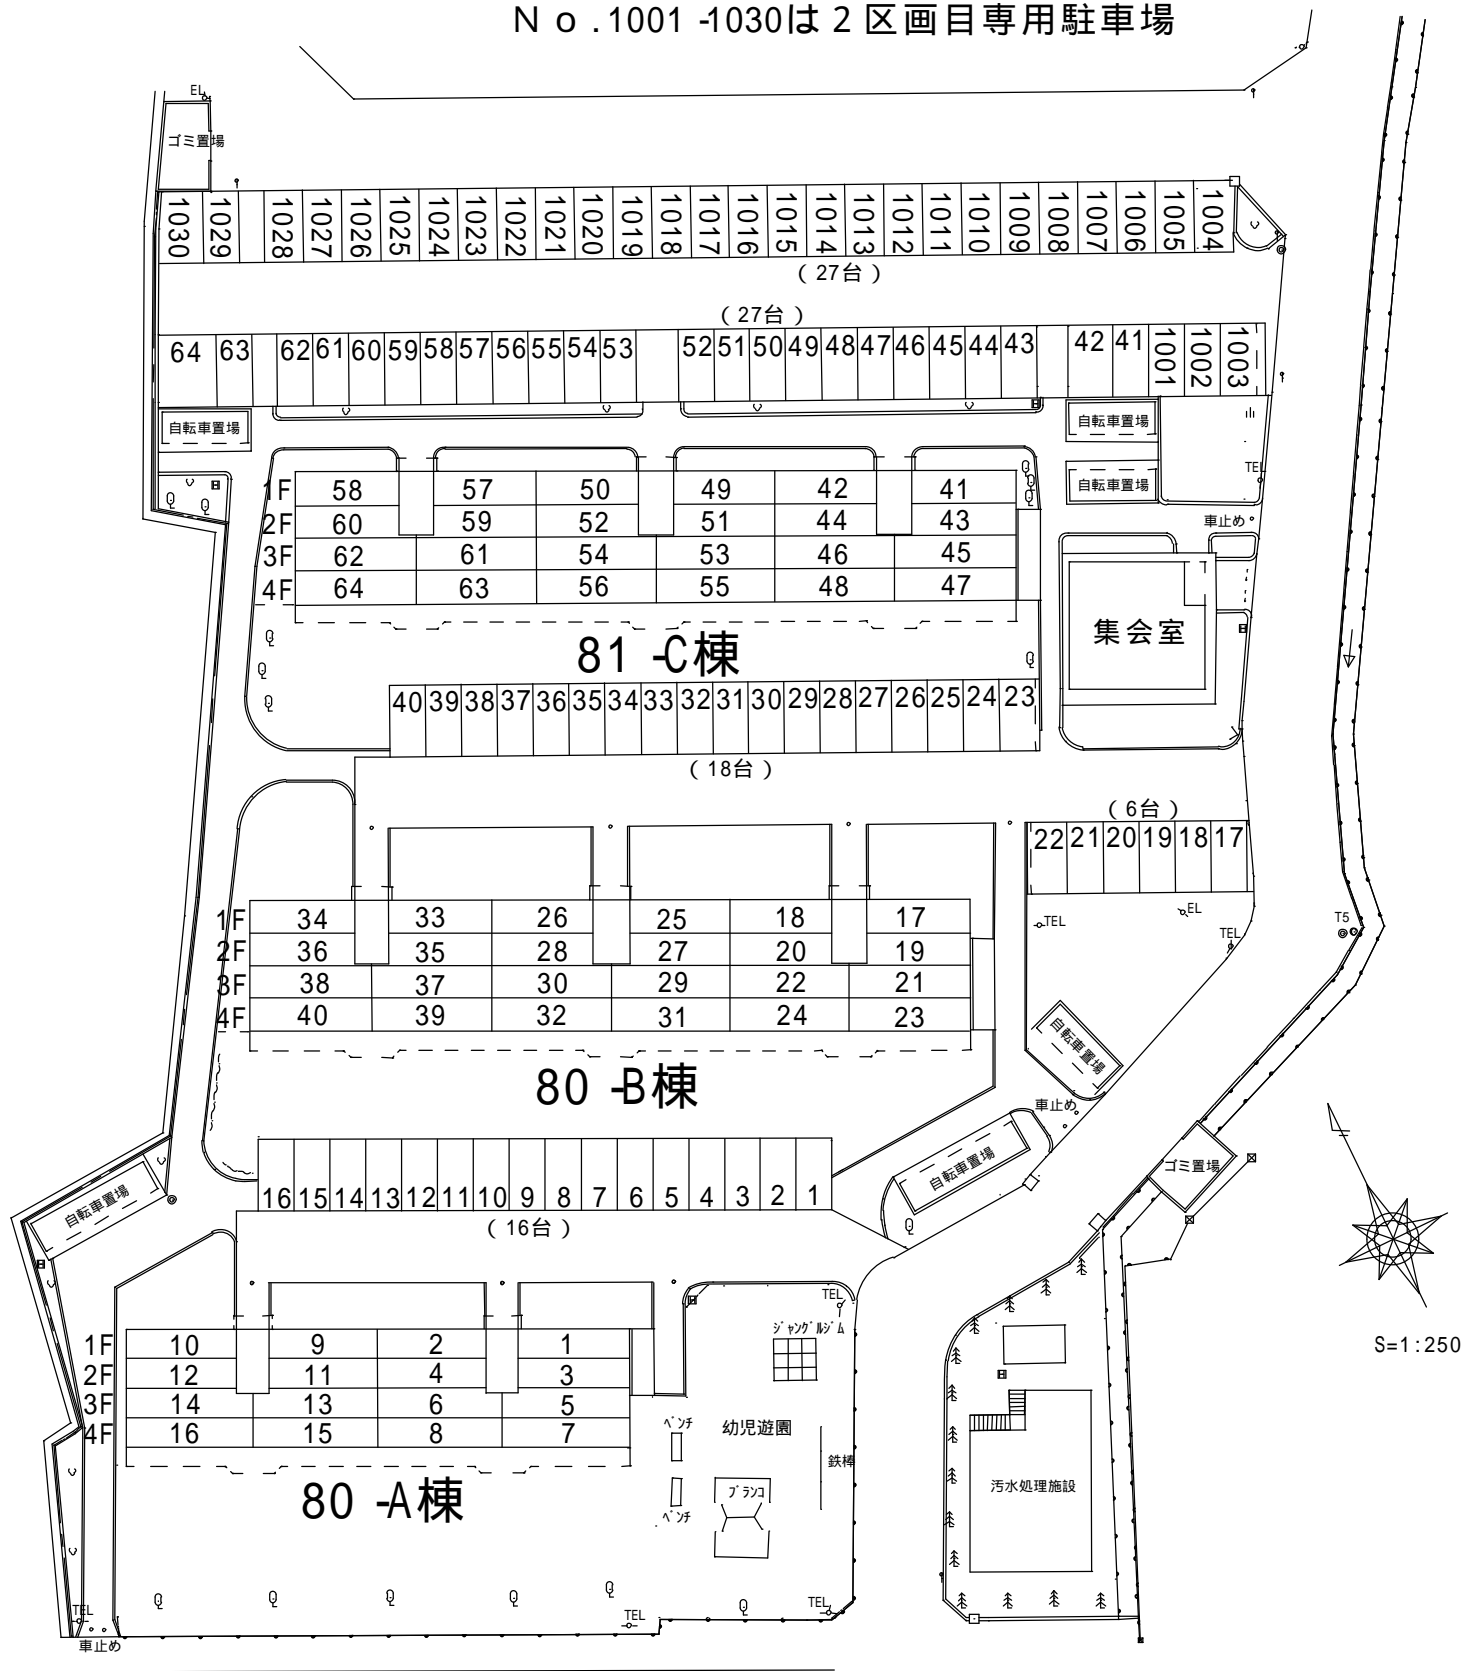 No.1001-1030は2区画目専用駐車場
EL
ゴミ置場
1030 1029 1028 1027 1026 1025 1024 1023 1022 1021 1020 1019 1018 1017 1016 1015 1014 1013 1012 1011 1010 1009 1008 1007 1006 1005 1004
(27台)
(27台)
64 63 62 61 60 59 58 57 56 55 54 53 52 51 50 49 48 47 46 45 44 43 42 41 1001 1002 1003
自転車置場 自転車置場
自転車置場 TEL
車止め
1F 58 57 50 49 42 41
2F 60 59 52 51 44 43
3F 62 61 54 53 46 45
4F 64 63 56 55 48 47
81-C棟
集会室
40 39 38 37 36 35 34 33 32 31 30 29 28 27 26 25 24 23
(18台)
(6台)
22 21 20 19 18 17
TEL EL TEL T5
1F 34 33 26 25 18 17
2F 36 35 28 27 20 19
3F 38 37 30 29 22 21
4F 40 39 32 31 24 23
80-B棟
自転車置場
車止め
自転車置場
ゴミ置場
自転車置場
16 15 14 13 12 11 10 9 8 7 6 5 4 3 2 1
(16台)
TEL
ジャングルジム
1F 10 9 2 1
2F 12 11 4 3
3F 14 13 6 5
4F 16 15 8 7
80-A棟
S=1:250
ベンチ
幼児遊園
鉄棒
ブランコ
ベンチ
汚水処理施設
TEL TEL TEL
車止め